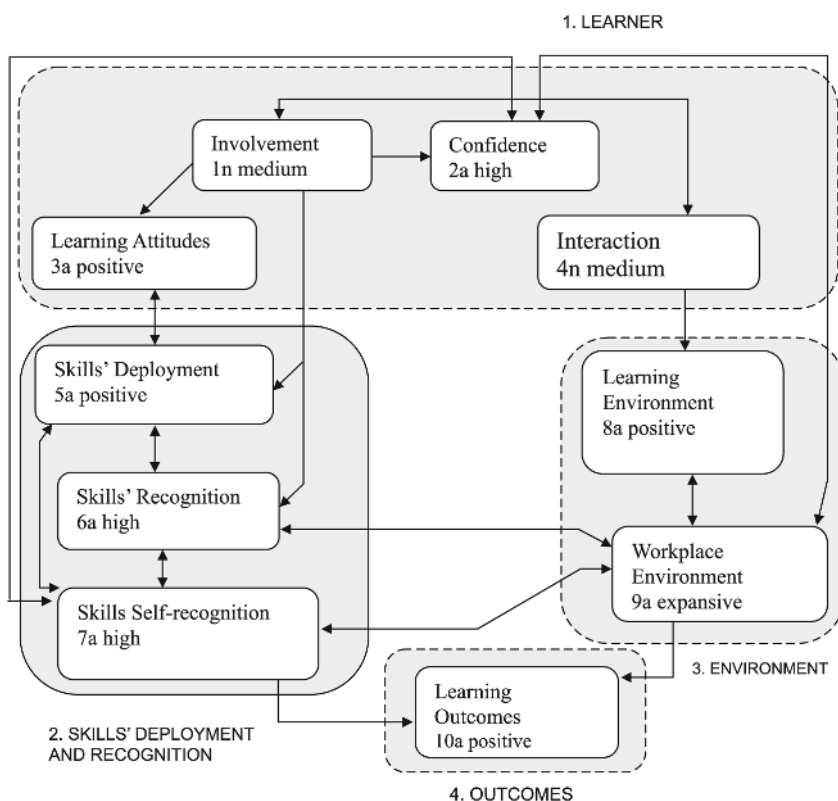 1. LEARNER
Involvement
1n medium
Confidence
2a high
Learning Attitudes
3a positive
Interaction
4n medium
Skills’ Deployment
5a positive
Learning
Environment
8a positive
Skills’ Recognition
6a high
Workplace
Environment
9a expansive
Skills Self-recognition
7a high
3. ENVIRONMENT
Learning
Outcomes
10a positive
2. SKILLS’ DEPLOYMENT
AND RECOGNITION
4. OUTCOMES